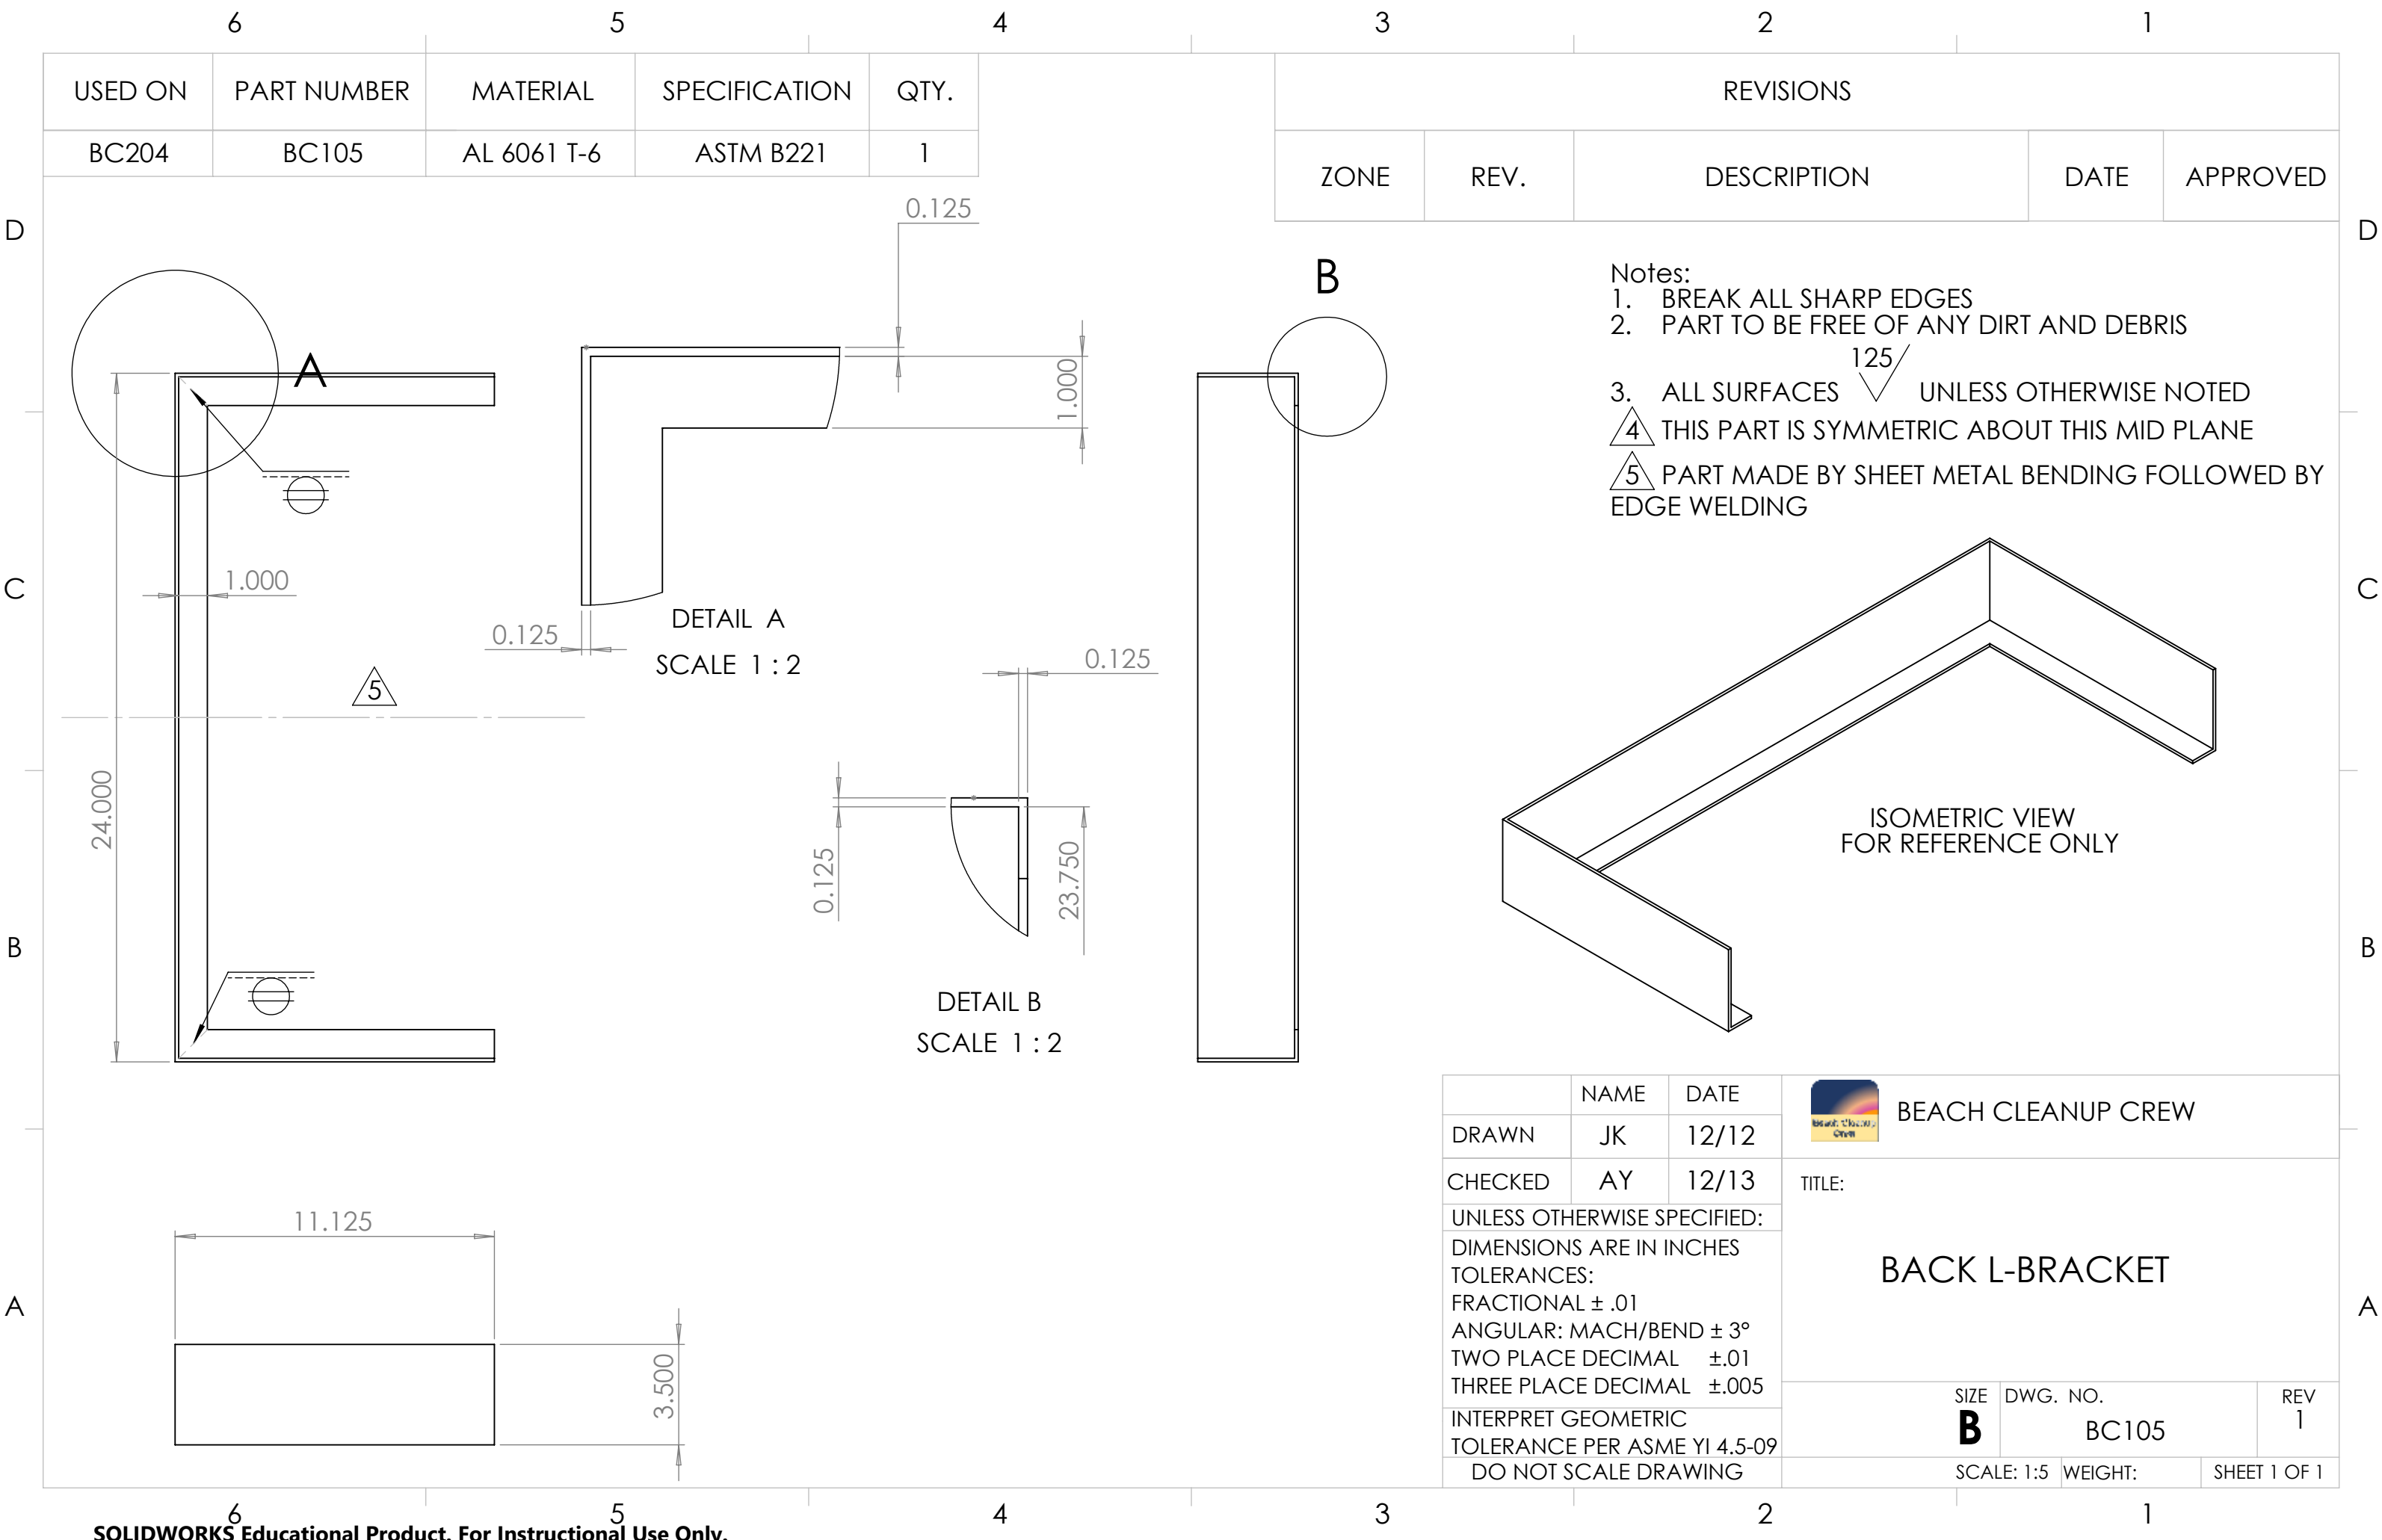 6 5 4 3 2 1
USED ON PART NUMBER MATERIAL SPECIFICATION QTY.
BC204 BC105 AL 6061 T-6 ASTM B221 1
REVISIONS
ZONE REV. DESCRIPTION DATE APPROVED
D D
0.125
B
Notes:
1. BREAK ALL SHARP EDGES
2. PART TO BE FREE OF ANY DIRT AND DEBRIS
125
3. ALL SURFACES UNLESS OTHERWISE NOTED
4 THIS PART IS SYMMETRIC ABOUT THIS MID PLANE
5 PART MADE BY SHEET METAL BENDING FOLLOWED BY
EDGE WELDING
A
1.000
C C
1.000
0.125
DETAIL A
SCALE 1 : 2
5
24.000
0.125
0.125
23.750
DETAIL B
SCALE 1 : 2
ISOMETRIC VIEW
FOR REFERENCE ONLY
B B
11.125
3.500
A A
NAME DATE
DRAWN JK 12/12
CHECKED AY 12/13
UNLESS OTHERWISE SPECIFIED:
DIMENSIONS ARE IN INCHES
TOLERANCES:
FRACTIONAL ± .01
ANGULAR: MACH/BEND ± 3°
TWO PLACE DECIMAL ±.01
THREE PLACE DECIMAL ±.005
INTERPRET GEOMETRIC
TOLERANCE PER ASME YI 4.5-09
DO NOT SCALE DRAWING
Beach Cleanup
Crew
BEACH CLEANUP CREW
TITLE:
BACK L-BRACKET
SIZE DWG. NO. REV
B BC105 1
SCALE: 1:5 WEIGHT: SHEET 1 OF 1
6 5 4 3 2 1
SOLIDWORKS Educational Product. For Instructional Use Only.